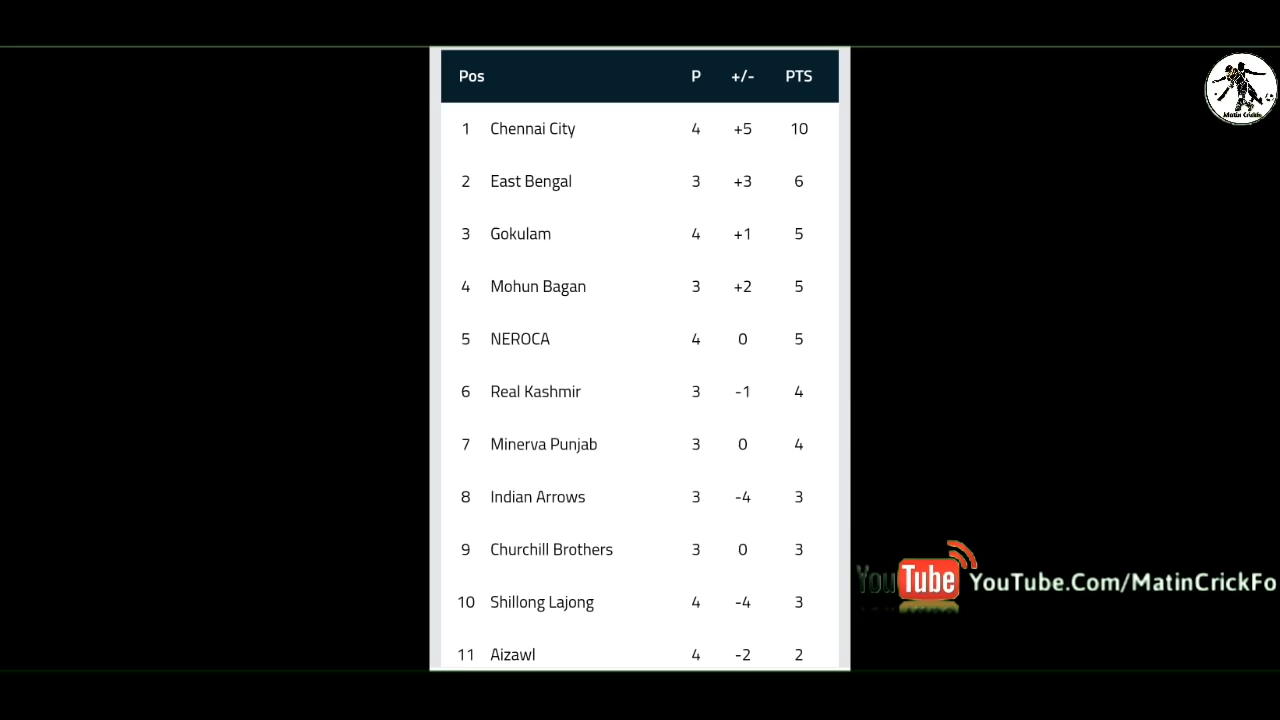 Pos P +/- PTS
1 Chennai City 4 +5 10
2 East Bengal 3 +3 6
3 Gokulam 4 +1 5
4 Mohun Bagan 3 +2 5
5 NEROCA 4 0 5
6 Real Kashmir 3 -1 4
7 Minerva Punjab 3 0 4
8 Indian Arrows 3 -4 3
9 Churchill Brothers 3 0 3
10 Shillong Lajong 4 -4 3
11 Aizawl 4 -2 2
Matin Crickfo
YouTube YouTube.Com/MatinCrickFo